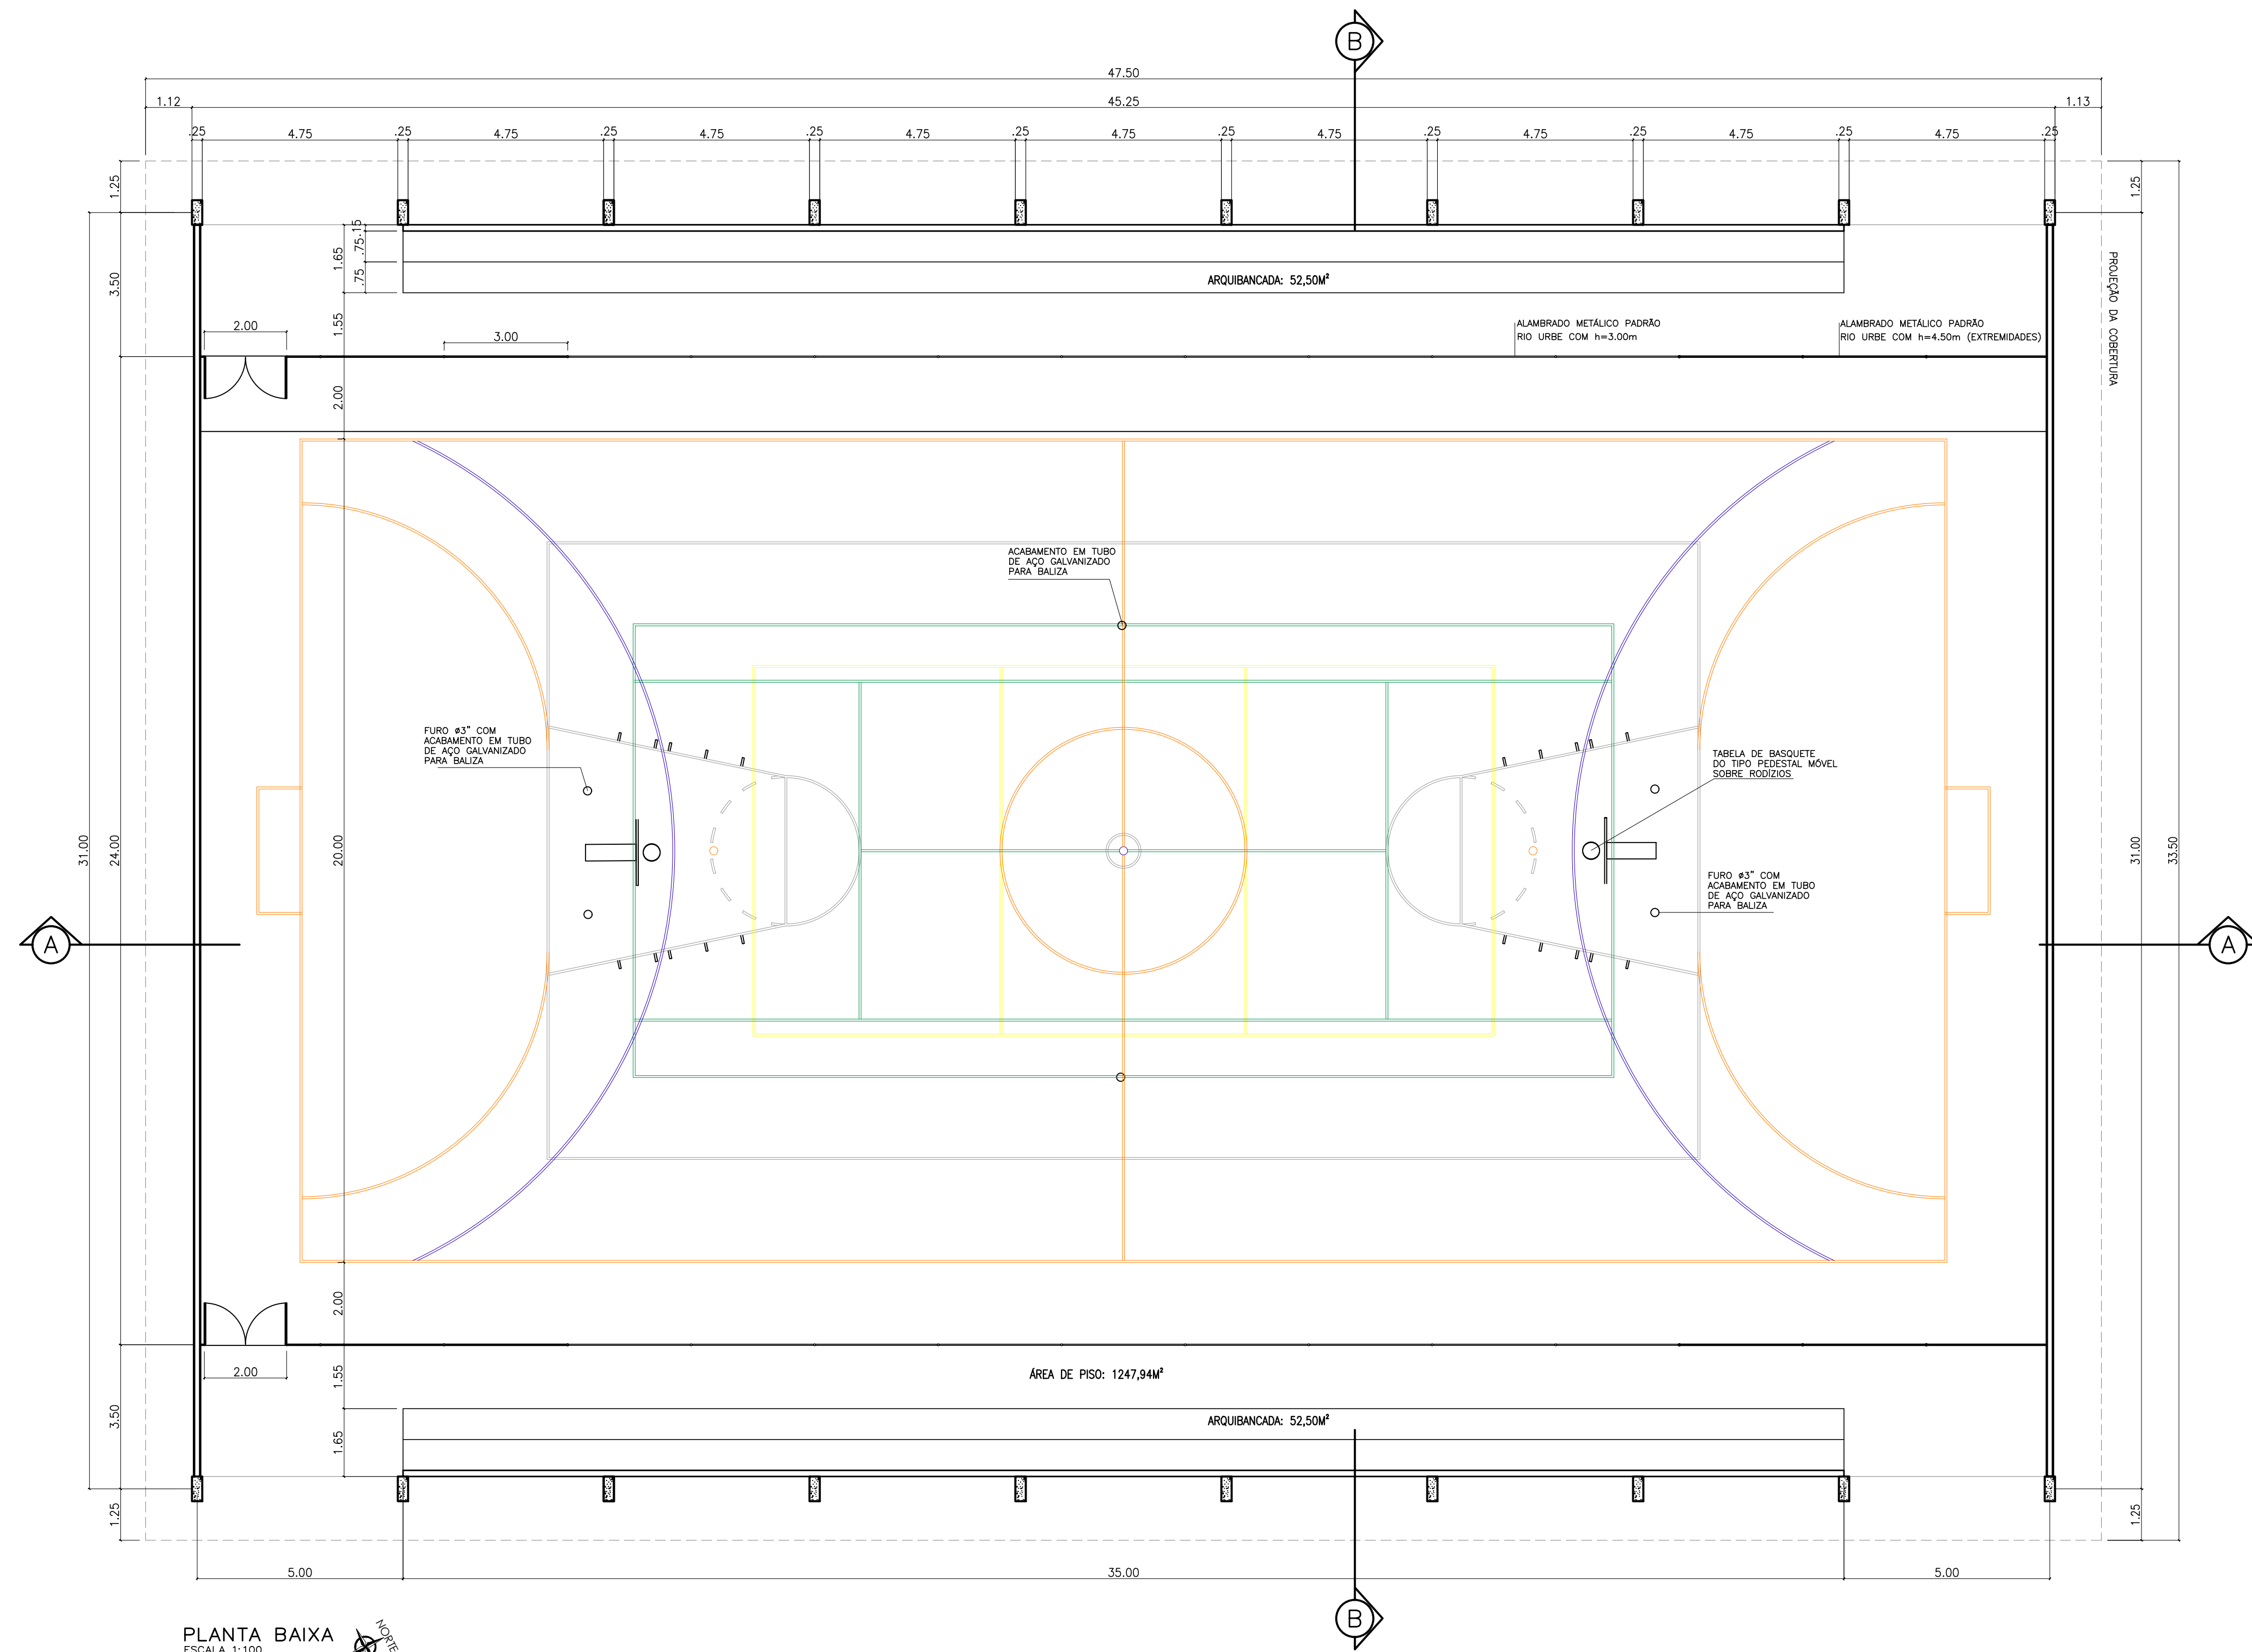 B
47.50
1.12 45.25 1.13
.25 4.75 .25 4.75 .25 4.75 .25 4.75 .25 4.75 .25 4.75 .25 4.75 .25 4.75 .25 4.75 .25
1.25
1.25
3.50
1.65
.75 .75 .15
ARQUIBANCADA: 52,50M²
PROJEÇÃO DA COBERTURA
1.55
2.00
3.00
ALAMBRADO METÁLICO PADRÃO
RIO URBE COM h=3.00m
ALAMBRADO METÁLICO PADRÃO
RIO URBE COM h=4.50m (EXTREMIDADES)
2.00
ACABAMENTO EM TUBO
DE AÇO GALVANIZADO
PARA BALIZA
FURO ø3" COM
ACABAMENTO EM TUBO
DE AÇO GALVANIZADO
PARA BALIZA
TABELA DE BASQUETE
DO TIPO PEDESTAL MÓVEL
SOBRE RODÍZIOS
31.00
24.00
20.00
31.00
33.50
FURO ø3" COM
ACABAMENTO EM TUBO
DE AÇO GALVANIZADO
PARA BALIZA
A
A
2.00
2.00
1.55
ÁREA DE PISO: 1247,94M²
3.50
ARQUIBANCADA: 52,50M²
1.65
1.25
1.25
5.00 35.00 5.00
B
PLANTA BAIXA
ESCALA 1:100
NORTE